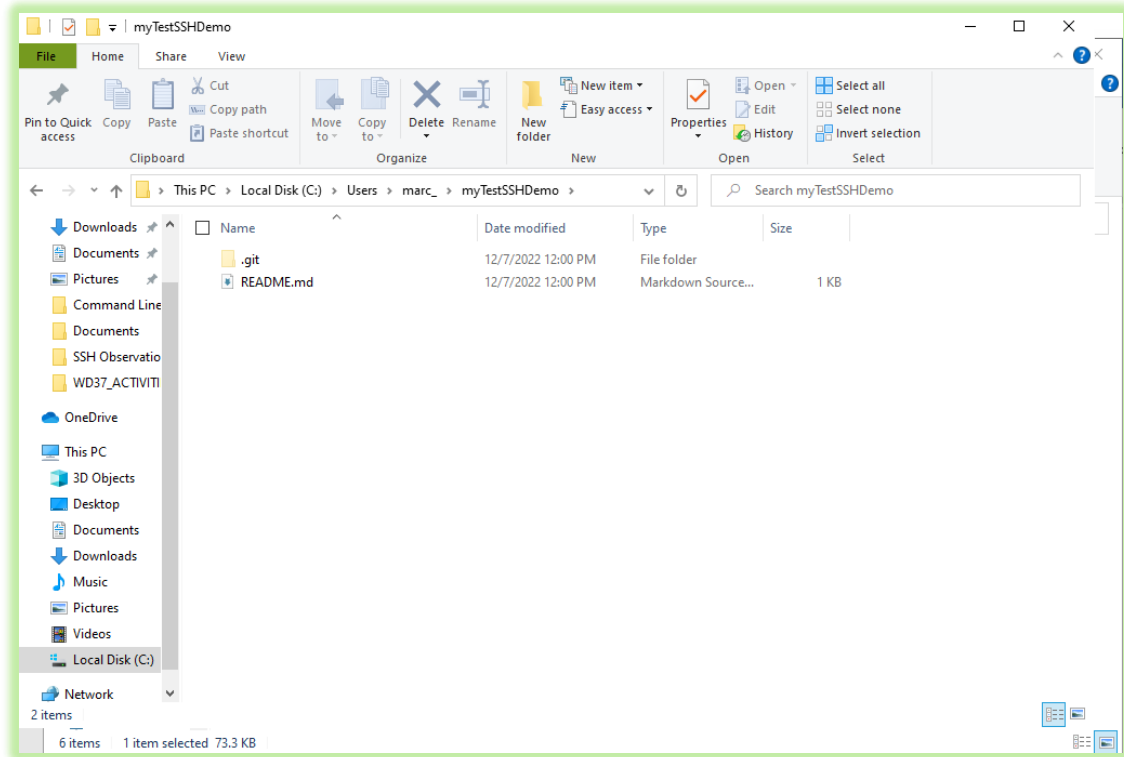 myTestSSHDemo
File Home Share View
Pin to Quick access
Copy
Paste
Cut
Copy path
Paste shortcut
Clipboard
Move to
Copy to
Delete
Rename
Organize
New folder
New item
Easy access
New
Properties
Open
Edit
History
Open
Select all
Select none
Invert selection
Select
This PC > Local Disk (C:) > Users > marc_ > myTestSSHDemo >
Search myTestSSHDemo
Name Date modified Type Size
.git 12/7/2022 12:00 PM File folder
README.md 12/7/2022 12:00 PM Markdown Source... 1 KB
Downloads
Documents
Pictures
Command Line
Documents
SSH Observatio
WD37_ACTIVITI
OneDrive
This PC
3D Objects
Desktop
Documents
Downloads
Music
Pictures
Videos
Local Disk (C:)
Network
2 items
6 items 1 item selected 73.3 KB